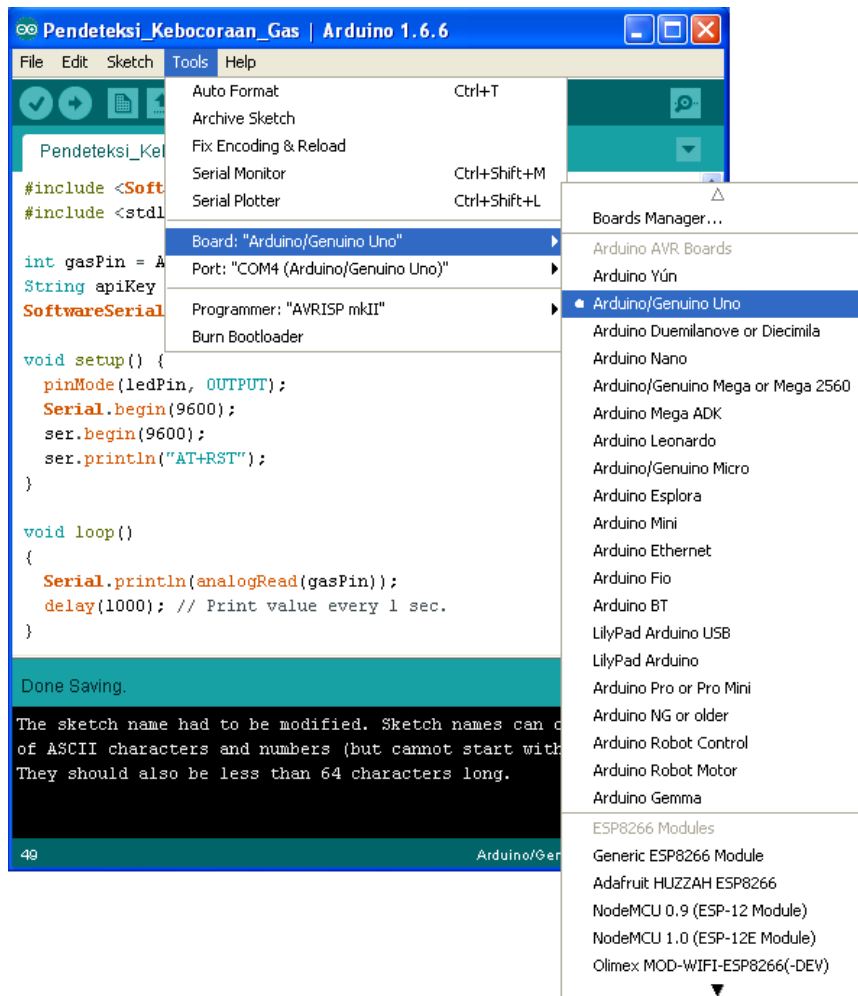 Pendeteksi_Kebocoraan_Gas | Arduino 1.6.6
File Edit Sketch Tools Help
Auto Format Ctrl+T
Archive Sketch
Fix Encoding & Reload
Serial Monitor Ctrl+Shift+M
Serial Plotter Ctrl+Shift+L
Board: "Arduino/Genuino Uno"
Port: "COM4 (Arduino/Genuino Uno)"
Programmer: "AVRISP mkII"
Burn Bootloader
Pendeteksi_Kel
#include <Soft
#include <stdl
int gasPin = A
String apiKey
SoftwareSerial
void setup() {
pinMode(ledPin, OUTPUT);
Serial.begin(9600);
ser.begin(9600);
ser.println("AT+RST");
}
void loop()
{
Serial.println(analogRead(gasPin));
delay(1000); // Print value every 1 sec.
}
Done Saving.
The sketch name had to be modified. Sketch names can c
of ASCII characters and numbers (but cannot start with
They should also be less than 64 characters long.
49 Arduino/Ger
Boards Manager...
Arduino AVR Boards
Arduino Yún
Arduino/Genuino Uno
Arduino Duemilanove or Diecimila
Arduino Nano
Arduino/Genuino Mega or Mega 2560
Arduino Mega ADK
Arduino Leonardo
Arduino/Genuino Micro
Arduino Esplora
Arduino Mini
Arduino Ethernet
Arduino Fio
Arduino BT
LilyPad Arduino USB
LilyPad Arduino
Arduino Pro or Pro Mini
Arduino NG or older
Arduino Robot Control
Arduino Robot Motor
Arduino Gemma
ESP8266 Modules
Generic ESP8266 Module
Adafruit HUZZAH ESP8266
NodeMCU 0.9 (ESP-12 Module)
NodeMCU 1.0 (ESP-12E Module)
Olimex MOD-WIFI-ESP8266(-DEV)